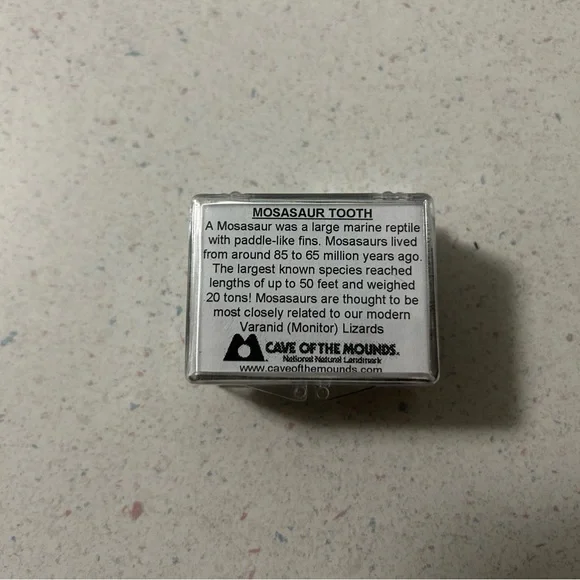 MOSASAUR TOOTH
A Mosasaur was a large marine reptile
with paddle-like fins. Mosasaurs lived
from around 85 to 65 million years ago.
The largest known species reached
lengths of up to 50 feet and weighed
20 tons! Mosasaurs are thought to be
most closely related to our modern
Varanid (Monitor) Lizards
CAVE OF THE MOUNDS.
National Natural Landmark
www.caveofthemounds.com